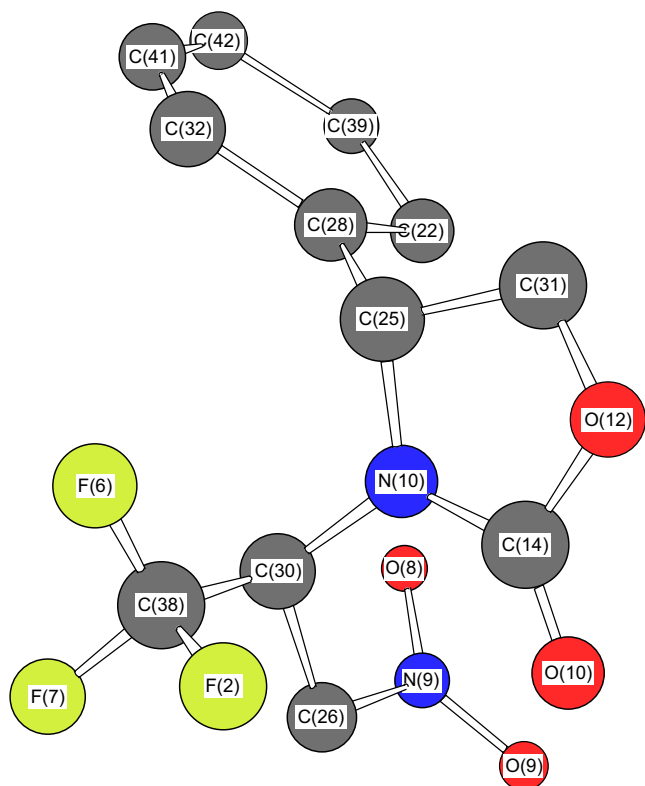 C(42)
C(41)
C(39)
C(32)
C(28)
C(22)
C(31)
C(25)
O(12)
N(10)
F(6)
C(14)
O(8)
C(30)
C(38)
O(10)
N(9)
F(2)
F(7)
C(26)
O(9)